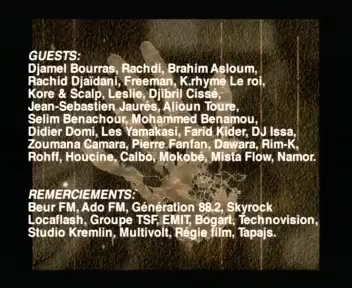 GUESTS:
Djamel Bourras, Rachdi, Brahim Asloum,
Rachid Djaïdani, Freeman, K.rhyme Le roi,
Kore & Scalp, Leslie, Djibril Cissé,
Jean-Sebastien Jaurés, Alioun Toure,
Selim Benachour, Mohammed Benamou,
Didier Domi, Les Yamakasi, Farid Kider, DJ Issa,
Zoumana Camara, Pierre Fanfan, Dawara, Rim-K,
Rohff, Houcine, Calbo, Mokobé, Mista Flow, Namor.
REMERCIEMENTS:
Beur FM, Ado FM, Génération 88.2, Skyrock
Locaflash, Groupe TSF, EMIT, Bogart, Technovision,
Studio Kremlin, Multivolt, Régie film, Tapajs.